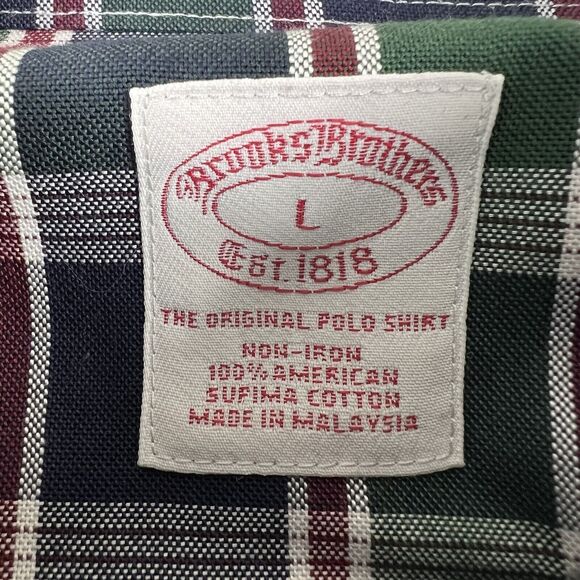 Brooks Brothers
L
Est. 1818
THE ORIGINAL POLO SHIRT
NON-IRON
100% AMERICAN
SUPIMA COTTON
MADE IN MALAYSIA